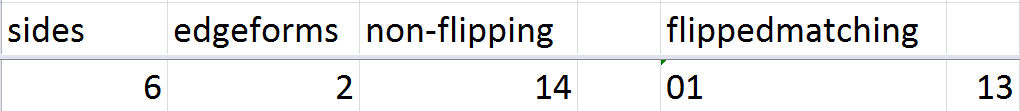 sides edgeforms non-flipping flippedmatching
6 2 14 01 13